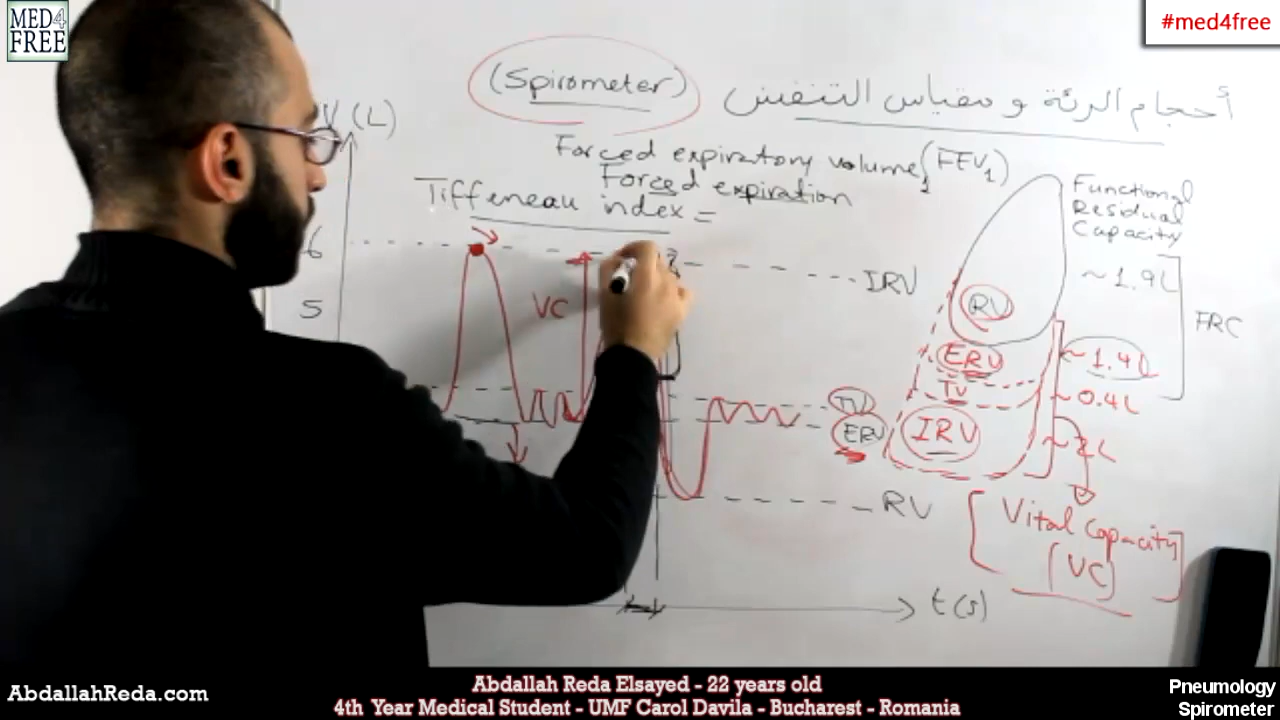 MED4
FREE
#med4free
(Spirometer)
أحجام الرئة و مقياس التنفس
V (L)
Forced expiratory volume1 (FEV1)
Forced expiration
Tiffeneau index =
6
5
VC
IRV
TV
ERV
RV
t(s)
RV
ERV
TV
IRV
Functional
Residual
Capacity
~ 1.9L
~ 1.4L
~ 0.4L
~ 2L
FRC
[Vital Capacity
(VC)]
AbdallahReda.com
Abdallah Reda Elsayed - 22 years old
4th Year Medical Student - UMF Carol Davila - Bucharest - Romania
Pneumology
Spirometer